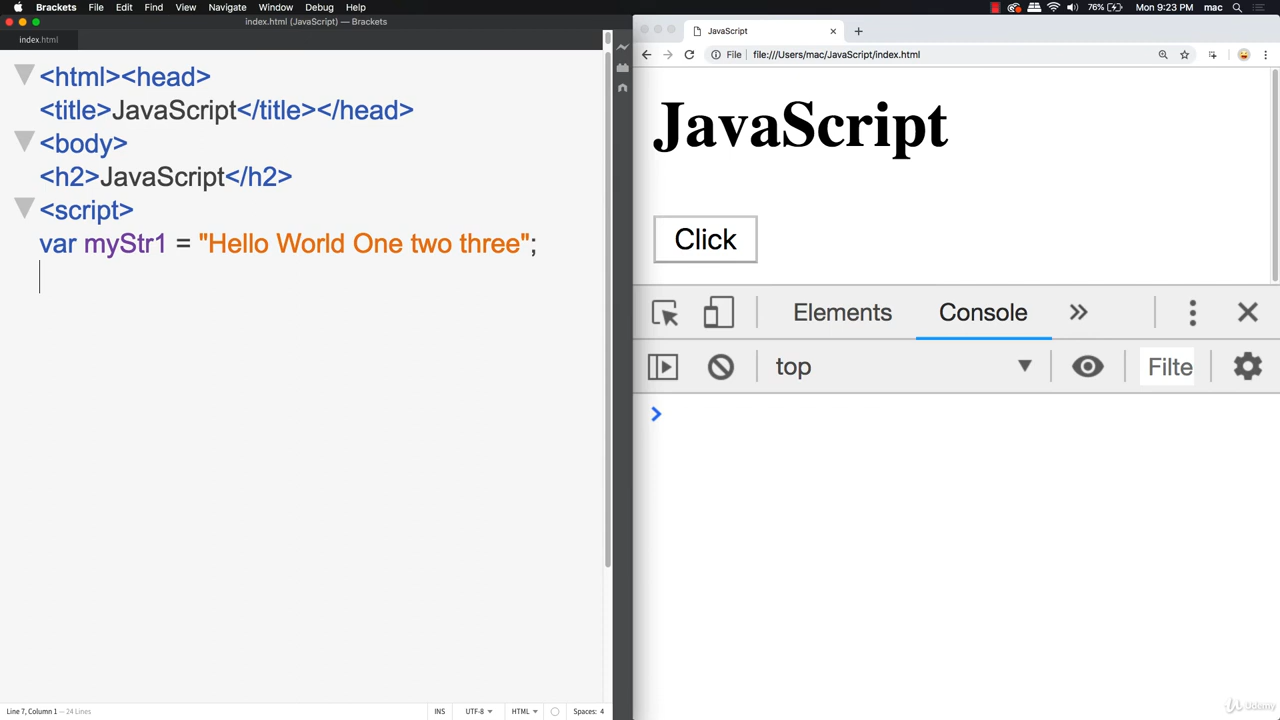 Brackets File Edit Find View Navigate Window Debug Help
76% Mon 9:23 PM mac
index.html (JavaScript) — Brackets
index.html
<html><head>
<title>JavaScript</title></head>
<body>
<h2>JavaScript</h2>
<script>
var myStr1 = "Hello World One two three";
Line 7, Column 1 — 24 Lines
INS UTF-8 HTML Spaces: 4
JavaScript
File file:///Users/mac/JavaScript/index.html
JavaScript
Click
Elements Console
top Filte
Udemy